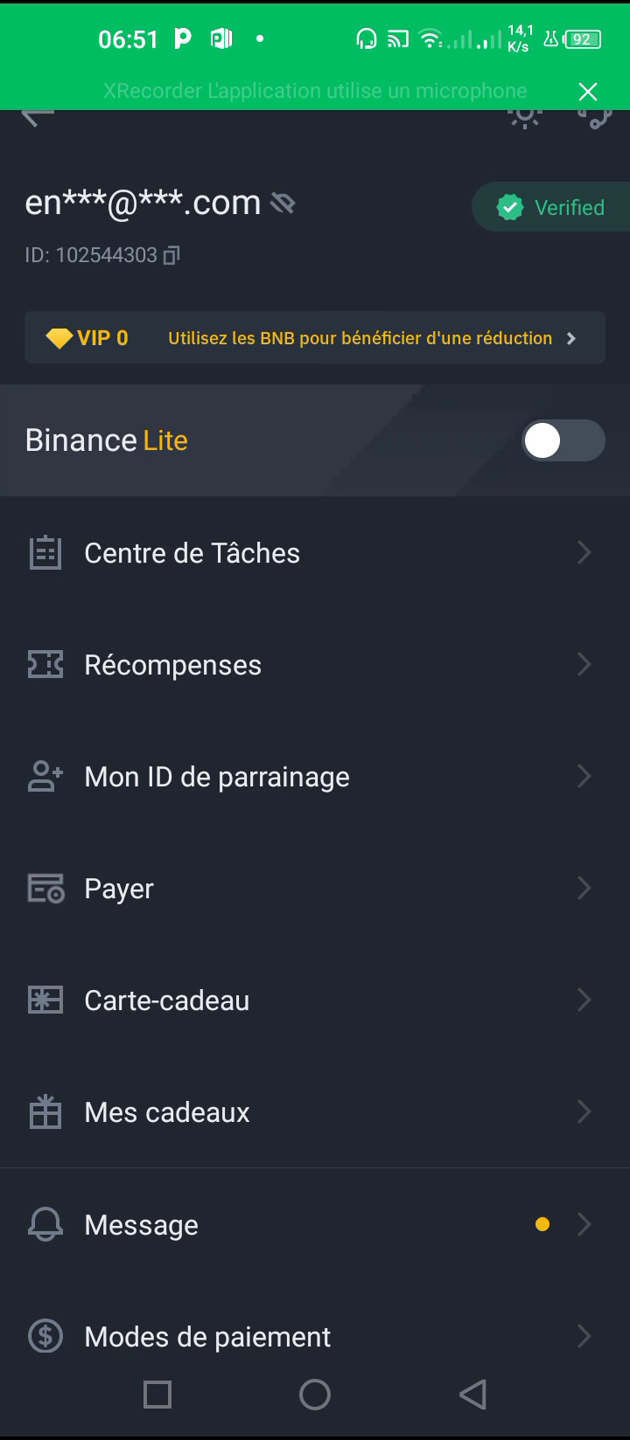 06:51
14,1
K/s
92
XRecorder L'application utilise un microphone
en***@***.com
Verified
ID: 102544303
VIP 0 Utilisez les BNB pour bénéficier d'une réduction
Binance Lite
Centre de Tâches
Récompenses
Mon ID de parrainage
Payer
Carte-cadeau
Mes cadeaux
Message
Modes de paiement